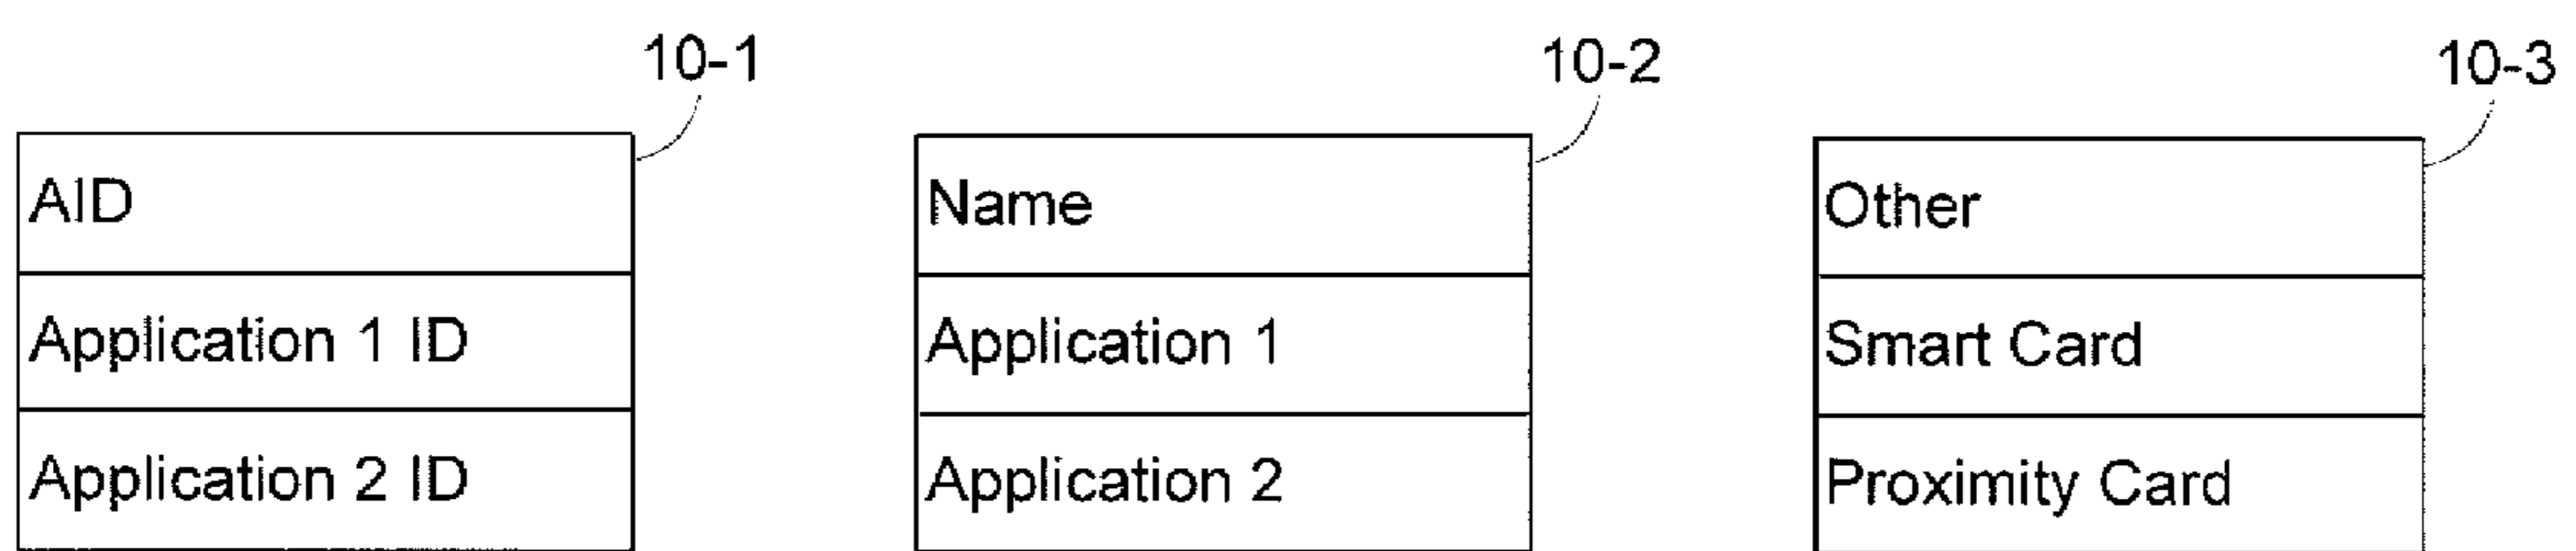 10-1
10-2
10-3
AID
Name
Other
Application 1 ID
Application 1
Smart Card
Application 2 ID
Application 2
Proximity Card